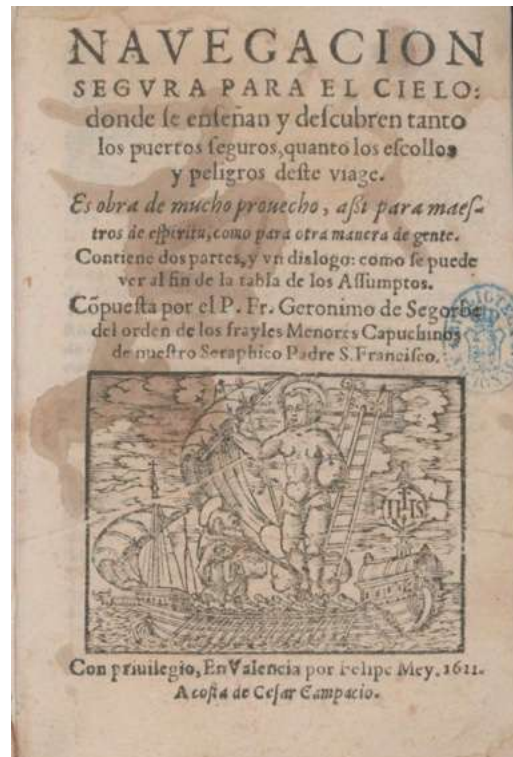 NAVEGACION
SEGVRA PARA EL CIELO:
donde ſe enſeñan y deſcubren tanto
los puertos ſeguros, quanto los eſcollos
y peligros deſte viage.
Es obra de mucho prouecho, aſsi para maeſ-
tros de eſpiritu, como para otra manera de gente.
Contiene dos partes, y vn dialogo: como ſe puede
ver al fin de la tabla de los Aſſumptos.
Cõpueſta por el P. Fr. Geronimo de Segorbe
del orden de los frayles Menores Capuchinos
de nueſtro Seraphico Padre S. Franciſco.
IHS
Con priuilegio, En Valencia por Felipe Mey. 1611.
A coſta de Ceſar Campacio.